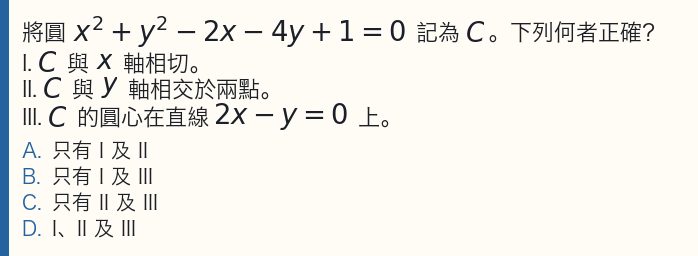 將圓 x² + y² − 2x − 4y + 1 = 0 記為 C。下列何者正確?
I. C 與 x 軸相切。
II. C 與 y 軸相交於兩點。
III. C 的圓心在直線 2x − y = 0 上。
A. 只有 I 及 II
B. 只有 I 及 III
C. 只有 II 及 III
D. I、II 及 III